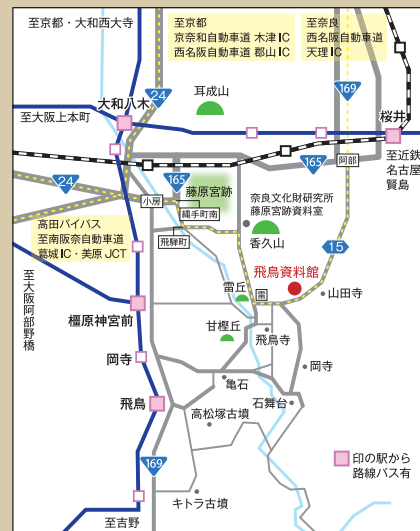 至京都・大和西大寺
至京都
京奈和自動車道 木津IC
西名阪自動車道 郡山IC
至奈良
西名阪自動車道
天理IC
24
169
耳成山
大和八木
桜井
至大阪上本町
165
阿部
至近鉄
名古屋
賢島
24
165
藤原宮跡
奈良文化財研究所
藤原宮跡資料室
小房
縄手町南
香久山
高田バイパス
至南阪奈自動車道
葛城IC・美原JCT
飛騨町
15
至大阪阿部野橋
飛鳥資料館
雷丘
雷
山田寺
橿原神宮前
甘樫丘
飛鳥寺
岡寺
岡寺
亀石
飛鳥
石舞台
高松塚古墳
印の駅から
路線バス有
169
キトラ古墳
至吉野